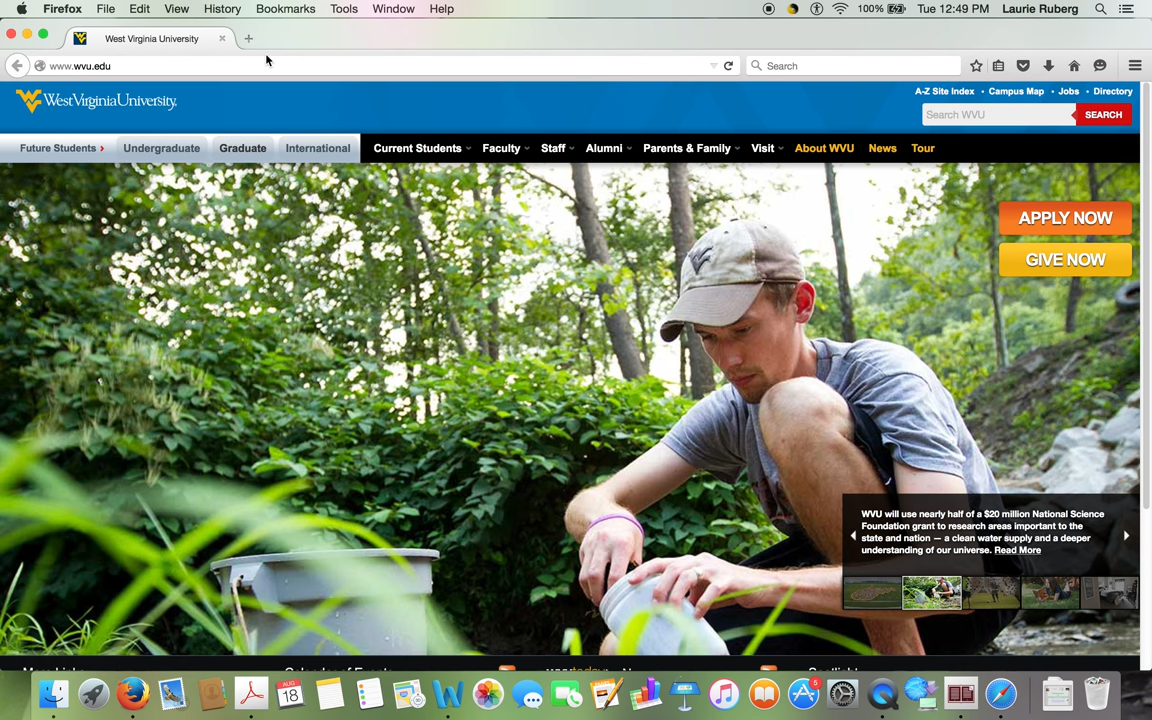 Firefox File Edit View History Bookmarks Tools Window Help 100% Tue 12:49 PM Laurie Ruberg
West Virginia University
www.wvu.edu Search
A-Z Site Index • Campus Map • Jobs • Directory
WestVirginiaUniversity.
Search WVU SEARCH
Future Students › Undergraduate Graduate International Current Students Faculty Staff Alumni Parents & Family Visit About WVU News Tour
APPLY NOW
GIVE NOW
WVU will use nearly half of a $20 million National Science
Foundation grant to research areas important to the
state and nation — a clean water supply and a deeper
understanding of our universe. Read More
AUG
18
5